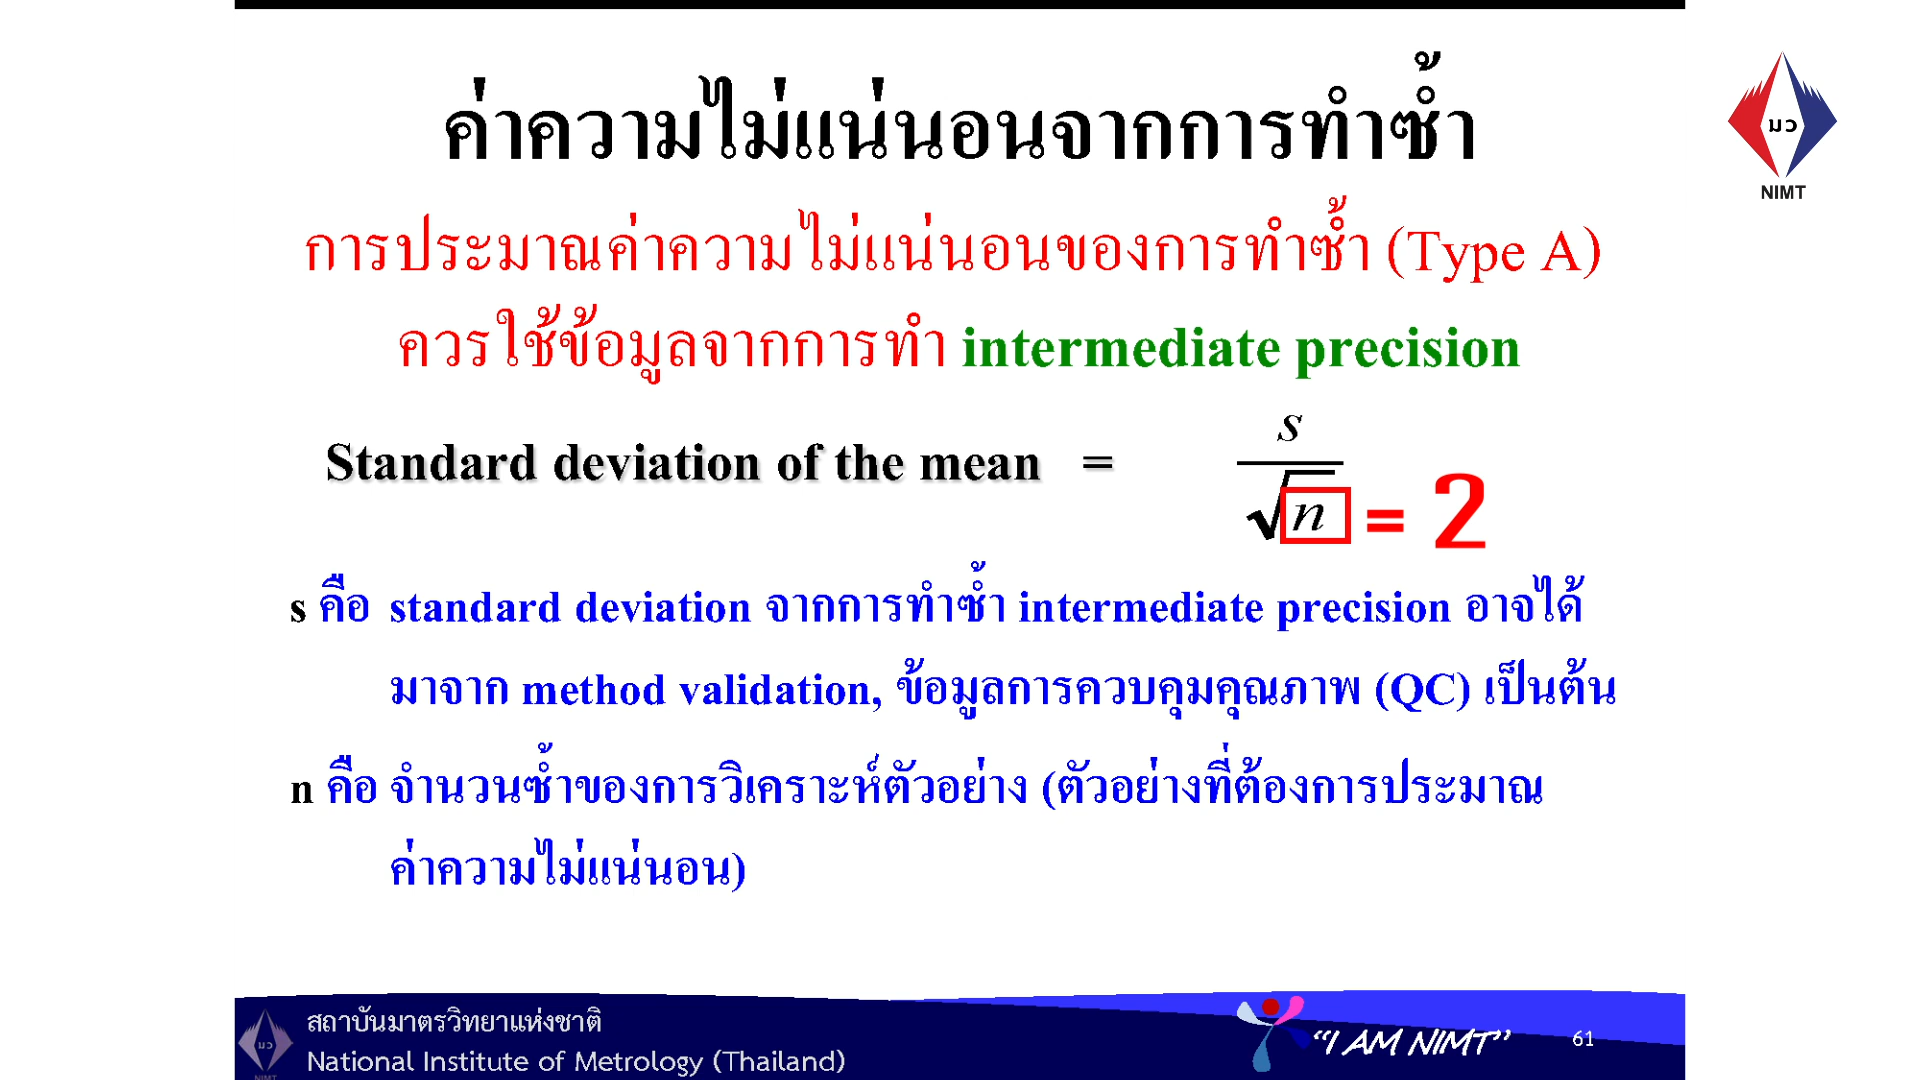 ค่าความไม่แน่นอนจากการทำซ้ำ
มว
NIMT
การประมาณค่าความไม่แน่นอนของการทำซ้ำ (Type A)
ควรใช้ข้อมูลจากการทำ intermediate precision
Standard deviation of the mean = s / √n = 2
s คือ standard deviation จากการทำซ้ำ intermediate precision อาจได้
มาจาก method validation, ข้อมูลการควบคุมคุณภาพ (QC) เป็นต้น
n คือ จำนวนซ้ำของการวิเคราะห์ตัวอย่าง (ตัวอย่างที่ต้องการประมาณ
ค่าความไม่แน่นอน)
มว
NIMT
สถาบันมาตรวิทยาแห่งชาติ
National Institute of Metrology (Thailand)
“I AM NIMT”
61